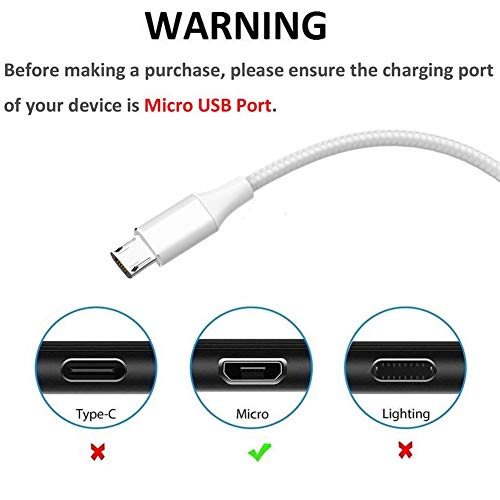 WARNING
Before making a purchase, please ensure the charging port
of your device is Micro USB Port.
Type-C
Micro
Lighting